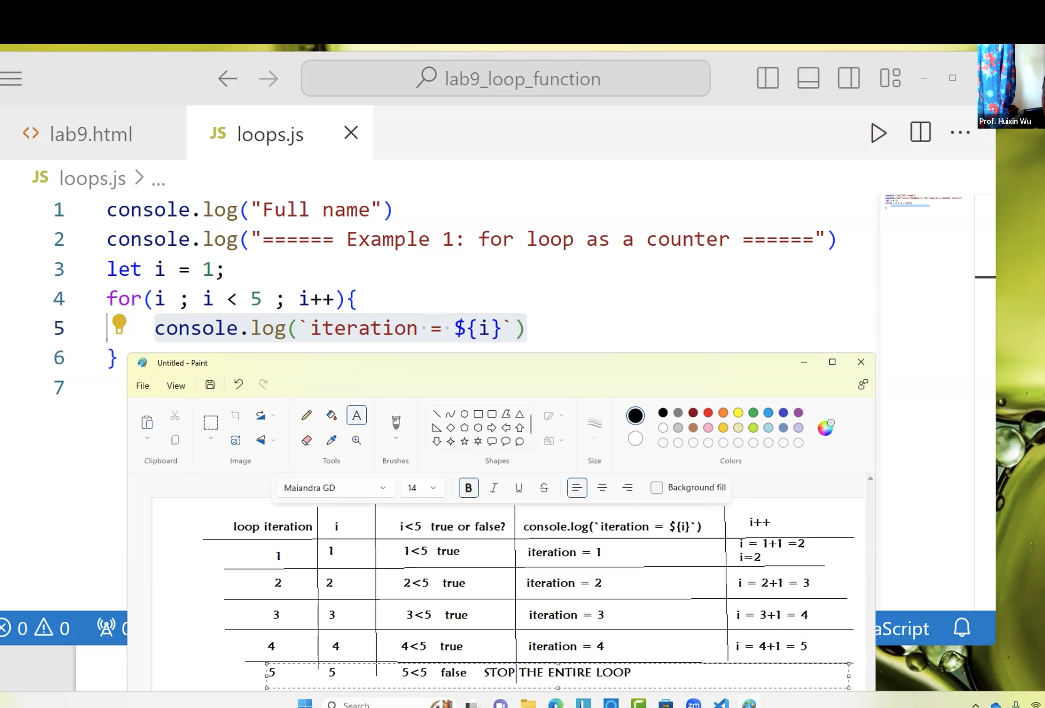 lab9_loop_function
Prof. Huixin Wu
<> lab9.html
JS loops.js
JS loops.js > ...
1 console.log("Full name")
2 console.log("====== Example 1: for loop as a counter ======")
3 let i = 1;
4 for(i ; i < 5 ; i++){
5 console.log(`iteration = ${i}`)
6 }
7
Untitled - Paint
File View
Clipboard Image Tools Brushes Shapes Size Colors
Maiandra GD 14 B I U S Background fill
loop iteration i i<5 true or false? console.log(`iteration = ${i}`) i++
1 1 1<5 true iteration = 1 i = 1+1 =2
i=2
2 2 2<5 true iteration = 2 i = 2+1 = 3
3 3 3<5 true iteration = 3 i = 3+1 = 4
4 4 4<5 true iteration = 4 i = 4+1 = 5
5 5 5<5 false STOP THE ENTIRE LOOP
0 0 0
aScript
Search